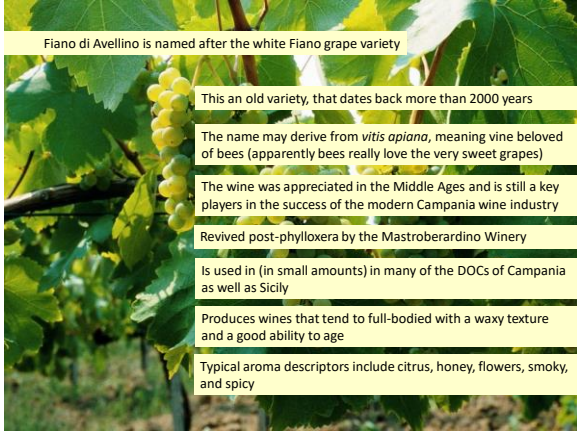 Fiano di Avellino is named after the white Fiano grape variety
This an old variety, that dates back more than 2000 years
The name may derive from vitis apiana, meaning vine beloved
of bees (apparently bees really love the very sweet grapes)
The wine was appreciated in the Middle Ages and is still a key
players in the success of the modern Campania wine industry
Revived post-phylloxera by the Mastroberardino Winery
Is used in (in small amounts) in many of the DOCs of Campania
as well as Sicily
Produces wines that tend to full-bodied with a waxy texture
and a good ability to age
Typical aroma descriptors include citrus, honey, flowers, smoky,
and spicy